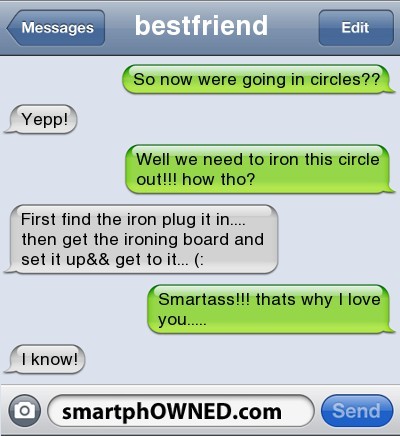 Messages bestfriend Edit
So now were going in circles??
Yepp!
Well we need to iron this circle
out!!! how tho?
First find the iron plug it in....
then get the ironing board and
set it up&& get to it... (:
Smartass!!! thats why I love
you.....
I know!
smartphOWNED.com Send